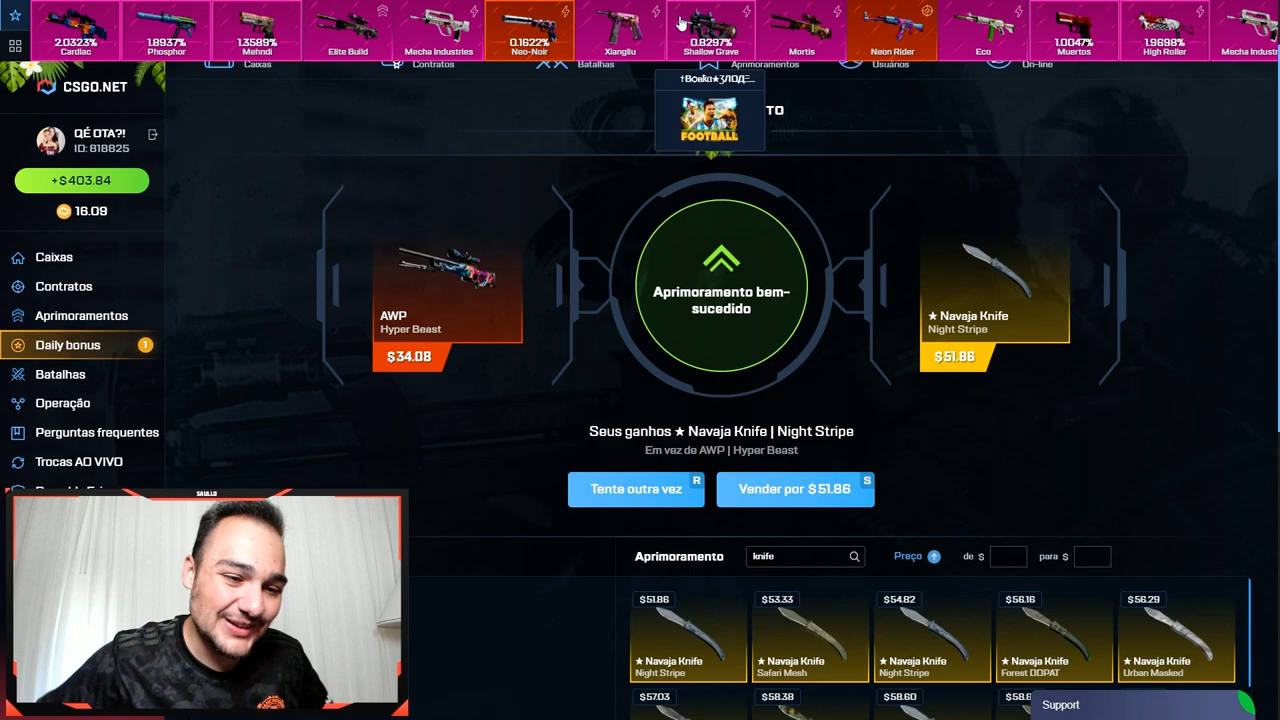 2.0323%
Cardiac
1.8937%
Phosphor
1.3589%
Mehndi
Elite Build
Mecha Industries
0.1622%
Neo-Noir
Xiangliu
0.8297%
Shallow Grave
Mortis
Neon Rider
Eco
1.0047%
Muertos
1.9698%
High Roller
Mecha Indust
Caixas
Contratos
Batalhas
Aprimoramentos
Usuários
On-line
CSGO.NET
FOOTBALL
TO
QÉ OTA?!
ID: 818825
+$403.84
16.09
Caixas
Contratos
Aprimoramentos
Daily bonus 1
Batalhas
Operação
Perguntas frequentes
Trocas AO VIVO
AWP
Hyper Beast
$34.08
Aprimoramento bem-
sucedido
★ Navaja Knife
Night Stripe
$51.86
Seus ganhos ★ Navaja Knife | Night Stripe
Em vez de AWP | Hyper Beast
Tente outra vez R
Vender por $51.86 S
SAULLO
Aprimoramento
knife
Preço
de $
para $
$51.86
★ Navaja Knife
Night Stripe
$53.33
★ Navaja Knife
Safari Mesh
$54.82
★ Navaja Knife
Night Stripe
$56.16
★ Navaja Knife
Forest DDPAT
$56.29
★ Navaja Knife
Urban Masked
$57.03
$58.38
$58.60
Support